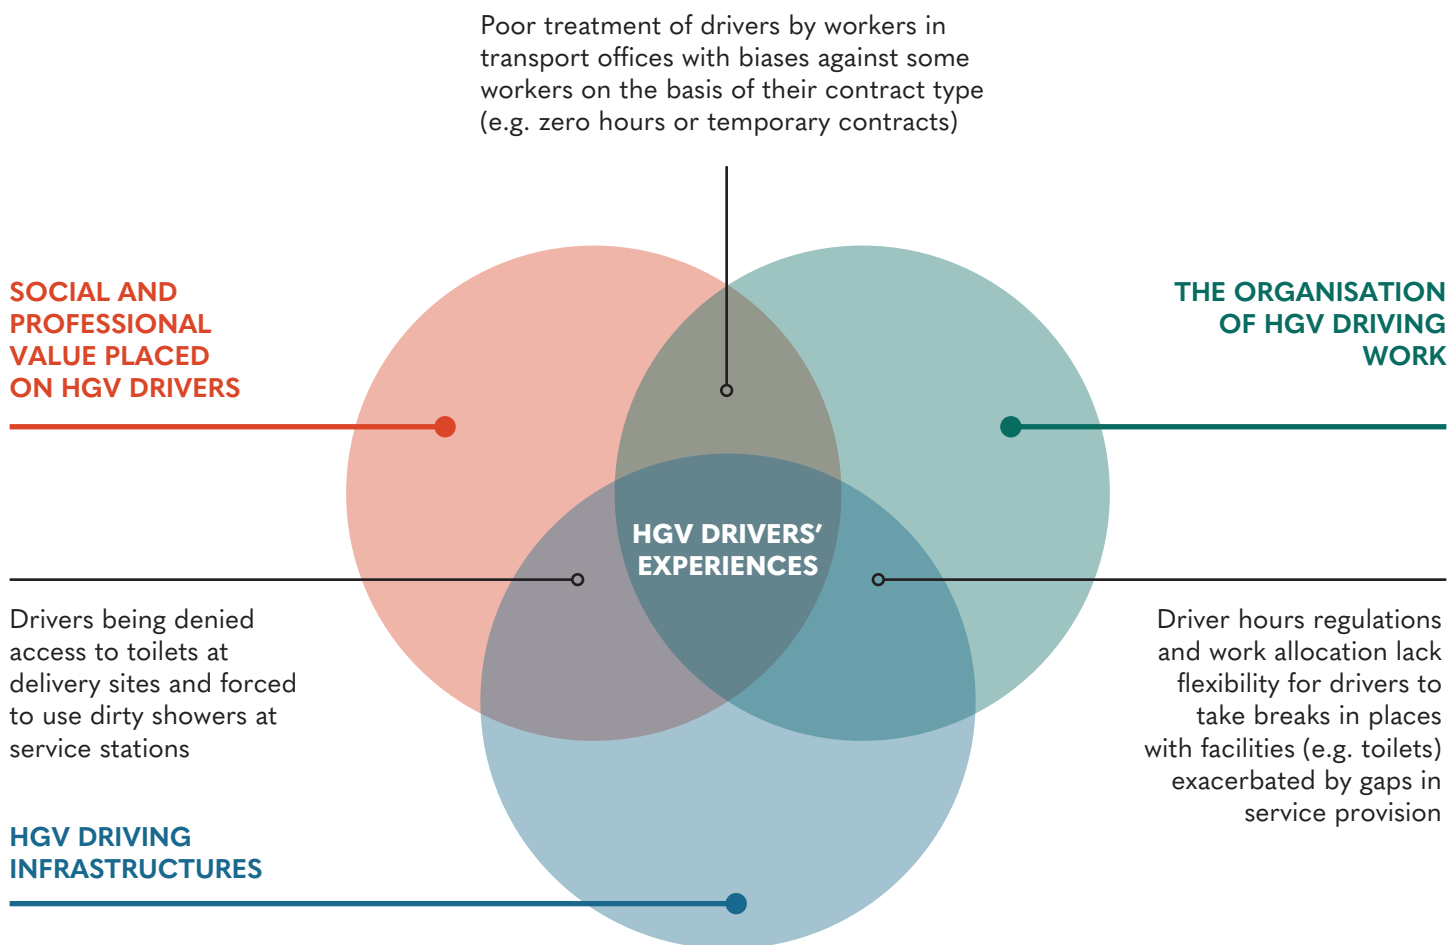 Poor treatment of drivers by workers in
transport offices with biases against some
workers on the basis of their contract type
(e.g. zero hours or temporary contracts)
SOCIAL AND
PROFESSIONAL
VALUE PLACED
ON HGV DRIVERS
THE ORGANISATION
OF HGV DRIVING
WORK
HGV DRIVERS’
EXPERIENCES
Drivers being denied
access to toilets at
delivery sites and forced
to use dirty showers at
service stations
Driver hours regulations
and work allocation lack
flexibility for drivers to
take breaks in places
with facilities (e.g. toilets)
exacerbated by gaps in
service provision
HGV DRIVING
INFRASTRUCTURES